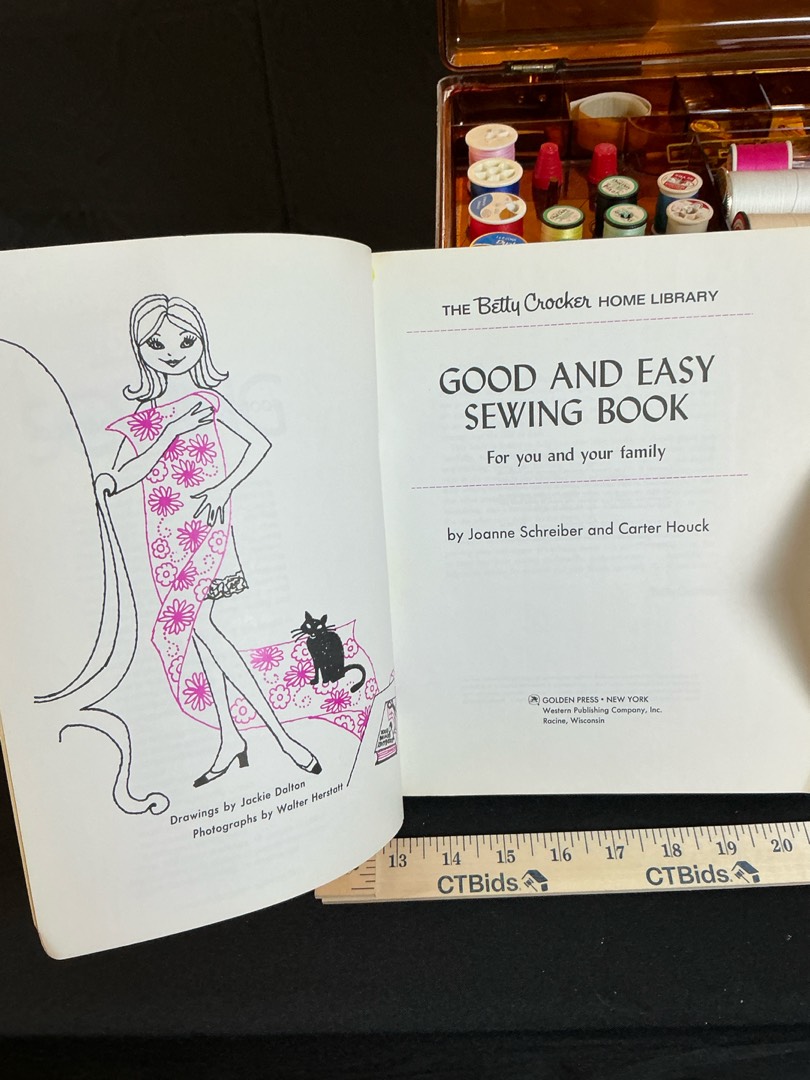 THE Betty Crocker HOME LIBRARY
GOOD AND EASY
SEWING BOOK
For you and your family
by Joanne Schreiber and Carter Houck
GOLDEN PRESS • NEW YORK
Western Publishing Company, Inc.
Racine, Wisconsin
Drawings by Jackie Dalton
Photographs by Walter Herstatt
13 14 15 16 17 18 19 20
CTBids. CTBids.